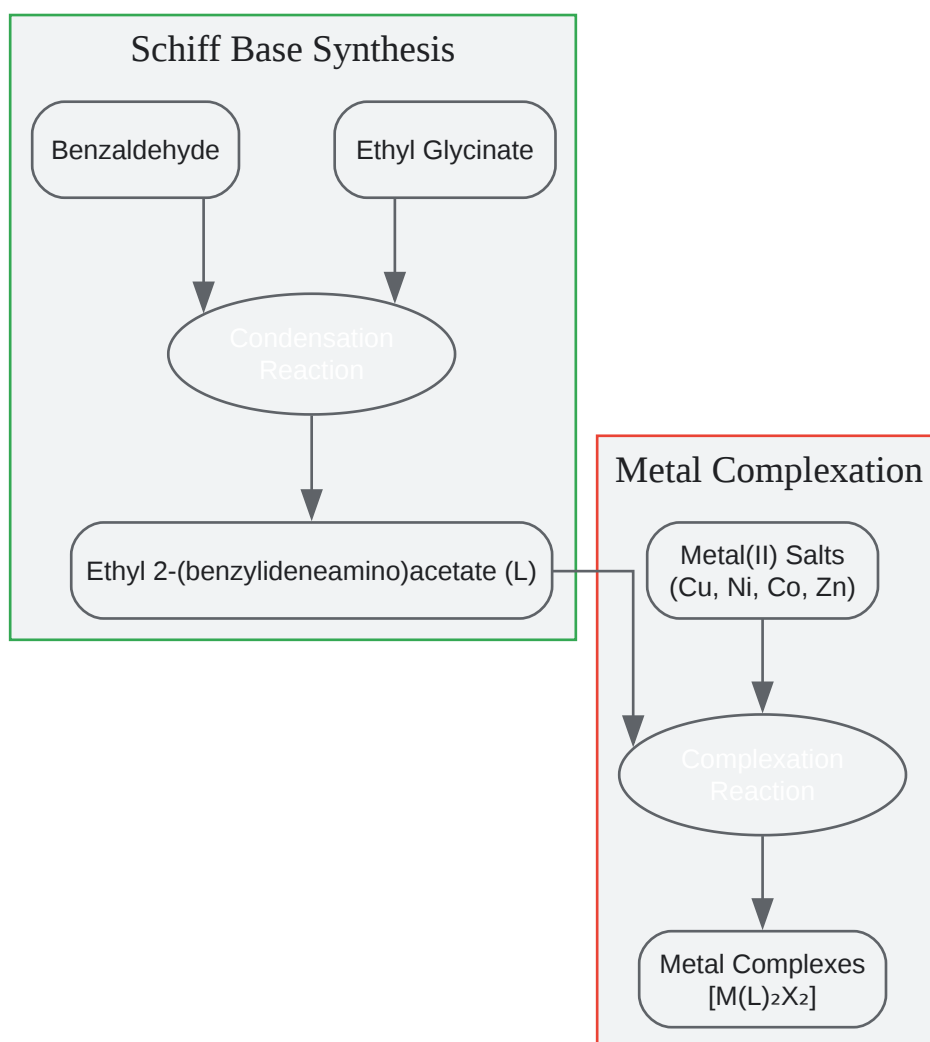 Schiff Base Synthesis
Benzaldehyde
Ethyl Glycinate
Condensation
Reaction
Ethyl 2-(benzylideneamino)acetate (L)
Metal Complexation
Metal(II) Salts
(Cu, Ni, Co, Zn)
Complexation
Reaction
Metal Complexes
[M(L)₂X₂]